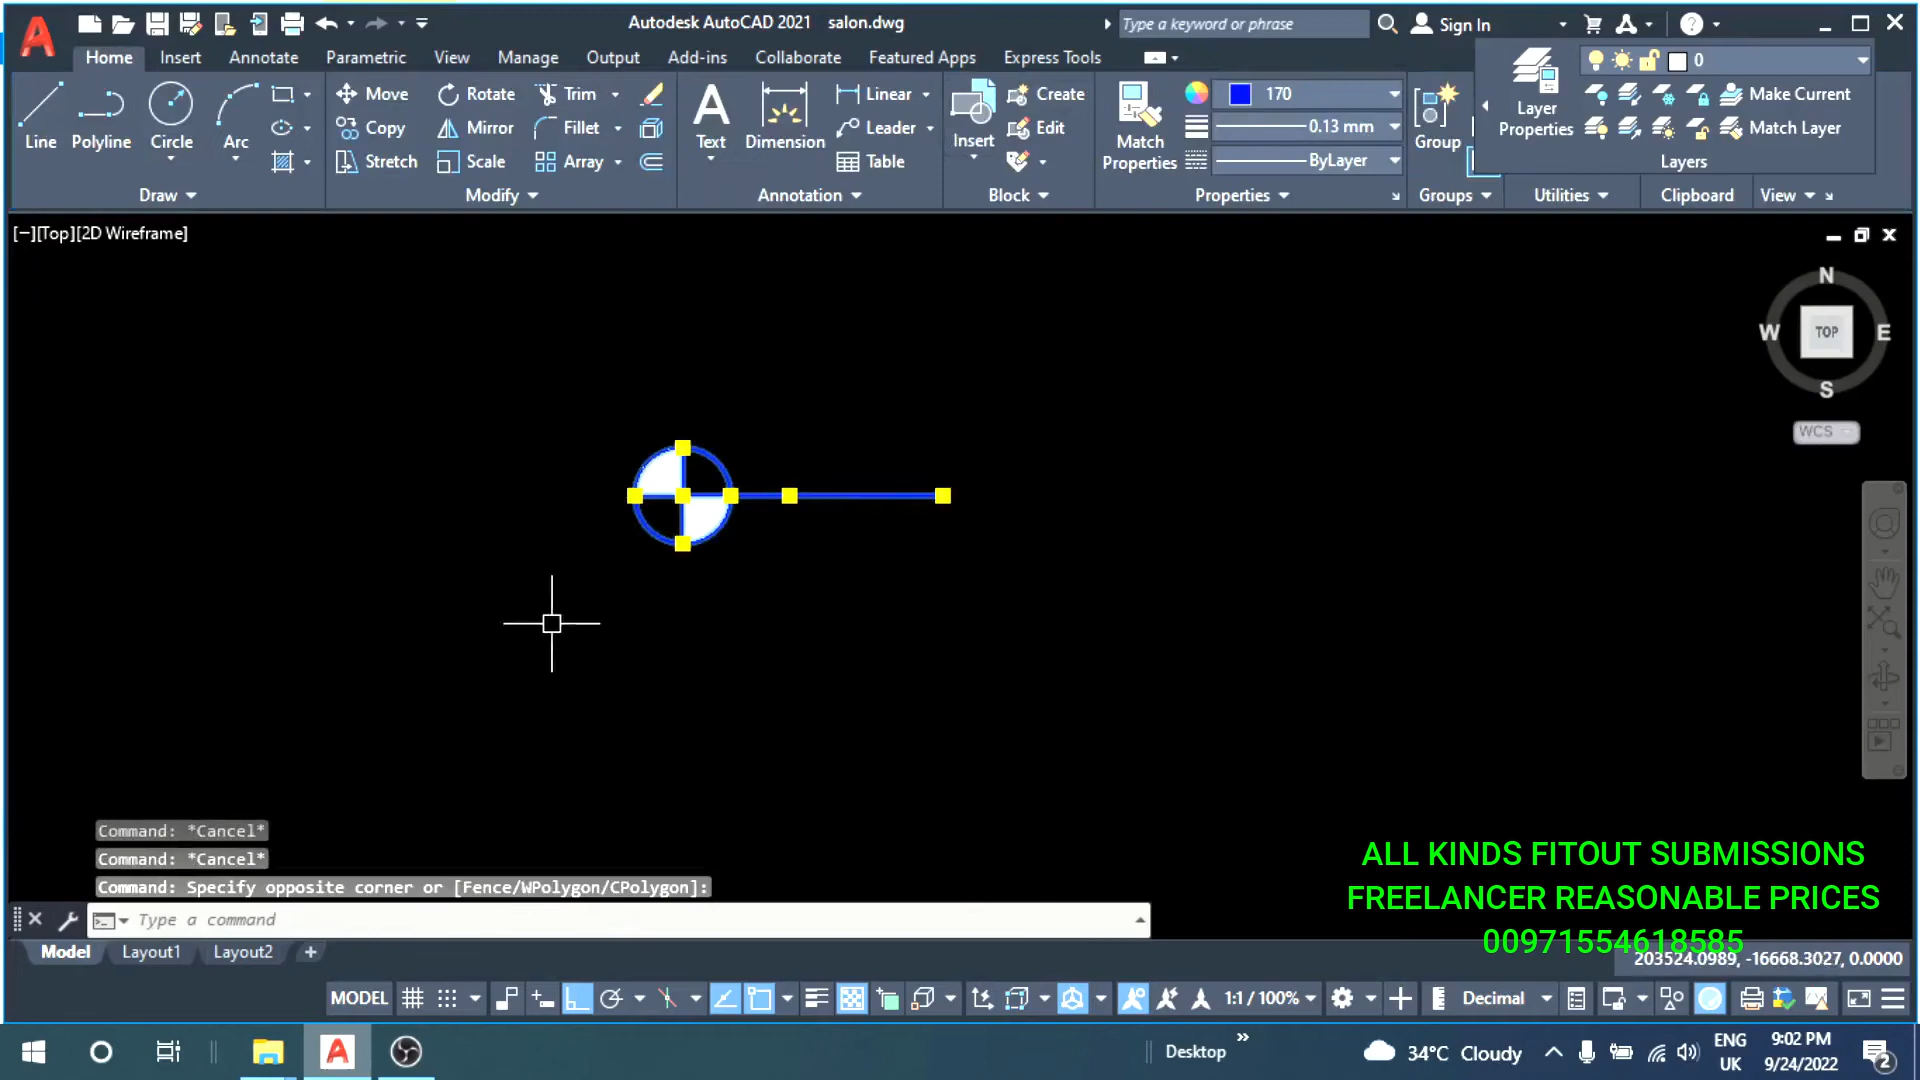 Autodesk AutoCAD 2021 salon.dwg
Type a keyword or phrase
Sign In
Home Insert Annotate Parametric View Manage Output Add-ins Collaborate Featured Apps Express Tools
Line Polyline Circle Arc
Move Rotate Trim
Copy Mirror Fillet
Stretch Scale Array
Text Dimension
Linear
Leader
Table
Insert
Create
Edit
Match Properties
170
0.13 mm
ByLayer
Group
Layer Properties
0
Make Current
Match Layer
Layers
Draw Modify Annotation Block Properties Groups Utilities Clipboard View
[−][Top][2D Wireframe]
N
W TOP E
S
WCS
Command: *Cancel*
Command: *Cancel*
Command: Specify opposite corner or [Fence/WPolygon/CPolygon]:
Type a command
ALL KINDS FITOUT SUBMISSIONS
FREELANCER REASONABLE PRICES
00971554618585
Model Layout1 Layout2 +
203524.0989, -16668.3027, 0.0000
MODEL 1:1 / 100% Decimal
Desktop
34°C Cloudy
ENG
UK
9:02 PM
9/24/2022
2